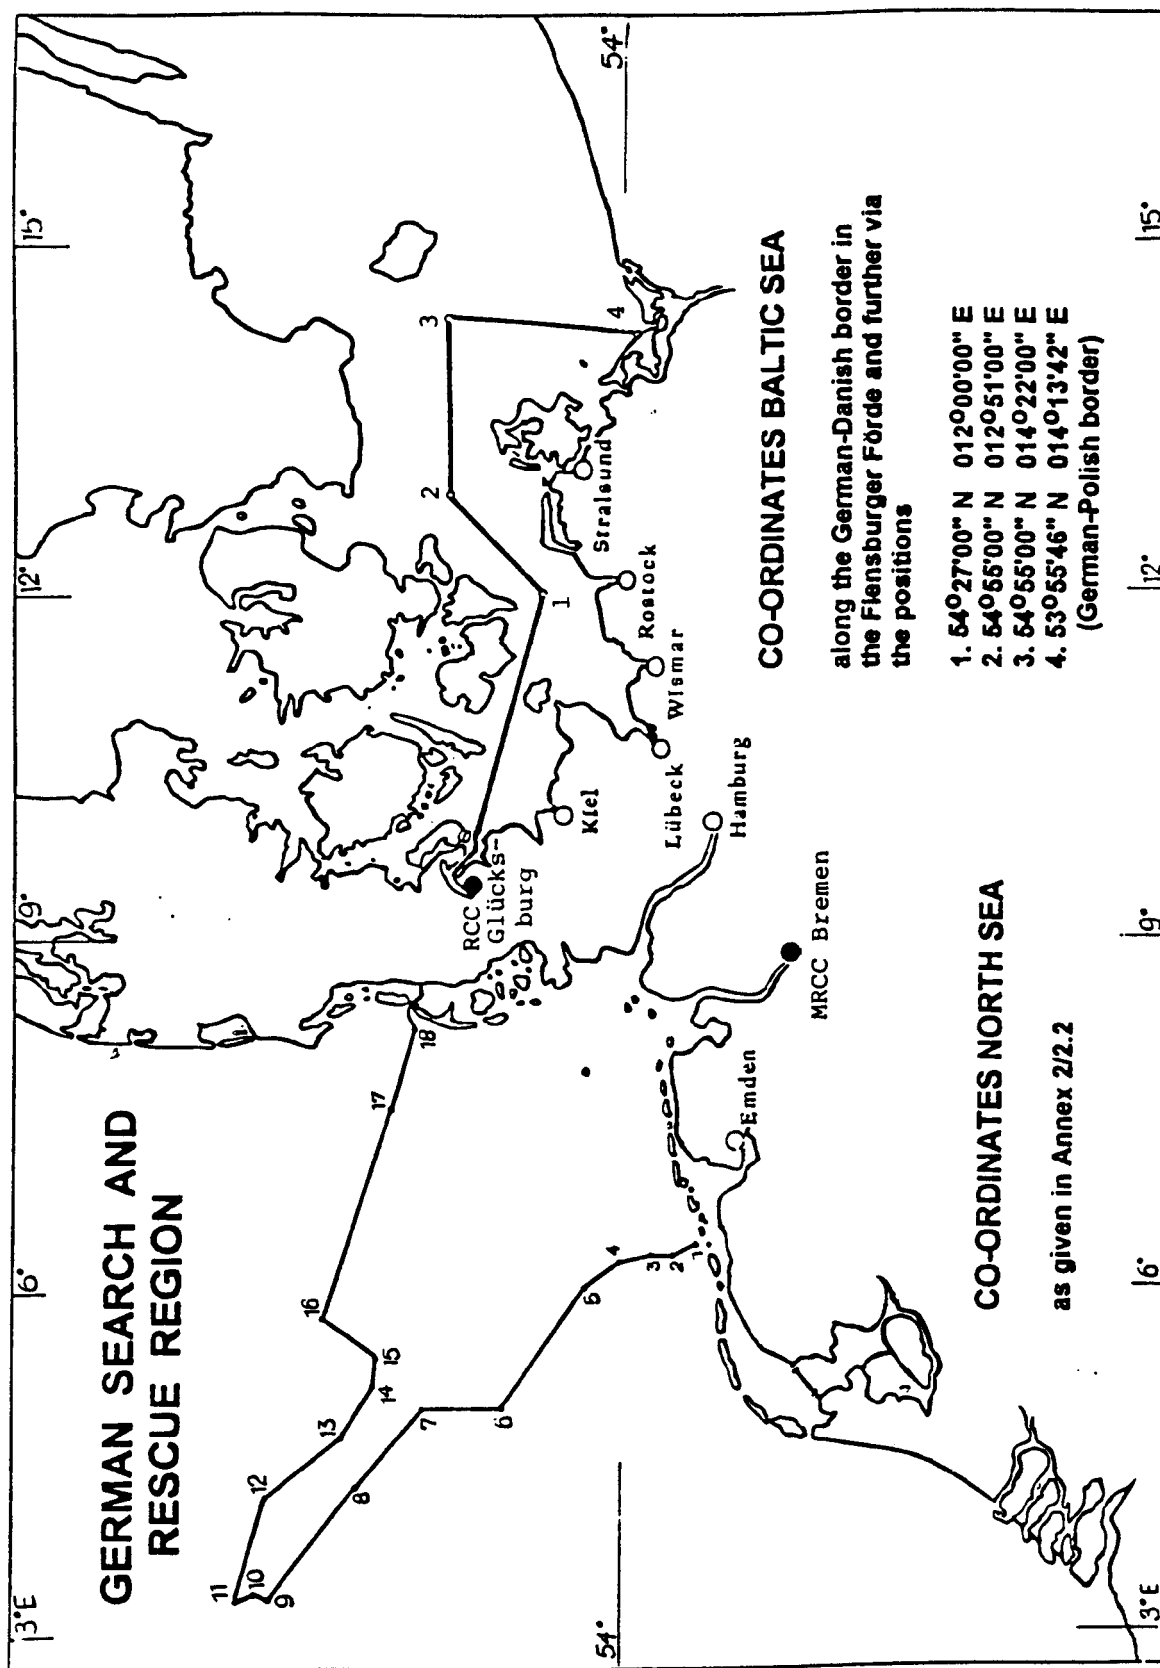 GERMAN SEARCH AND
RESCUE REGION
3°E
6°
9°
12°
15°
54°
54°
11
10
9
12
13
8
14
15
7
6
16
5
4
3
2
1
17
18
RCC
Glücks-
burg
Kiel
Lübeck
Wismar
Rostock
Stralsund
Hamburg
MRCC Bremen
Emden
1
2
3
4
CO-ORDINATES NORTH SEA
as given in Annex 2/2.2
CO-ORDINATES BALTIC SEA
along the German-Danish border in
the Flensburger Förde and further via
the positions
1. 54°27'00" N 012°00'00" E
2. 54°55'00" N 012°51'00" E
3. 54°55'00" N 014°22'00" E
4. 53°55'46" N 014°13'42" E
(German-Polish border)
3°E
6°
9°
12°
15°